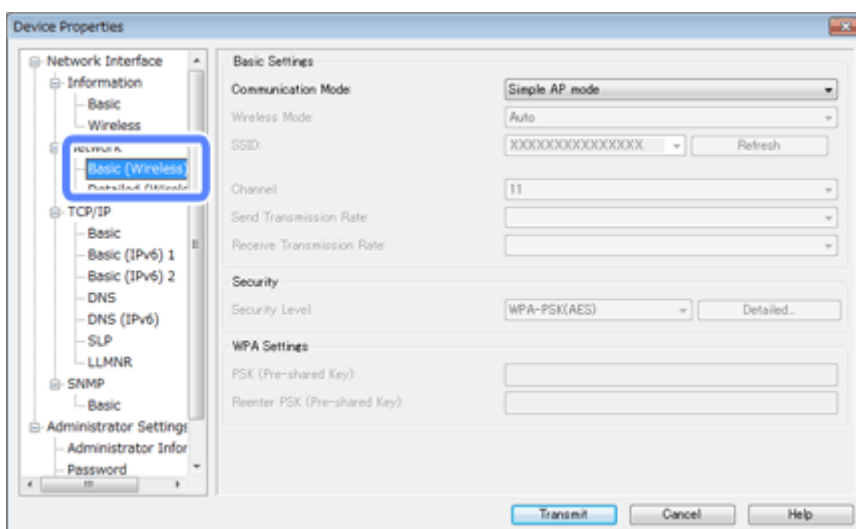 Device Properties
Network Interface
Information
Basic
Wireless
Network
Basic (Wireless)
TCP/IP
Basic
Basic (IPv6) 1
Basic (IPv6) 2
DNS
DNS (IPv6)
SLP
LLMNR
SNMP
Basic
Administrator Settings
Administrator Infor
Password
Basic Settings
Communication Mode: Simple AP mode
Wireless Mode: Auto
SSID: XXXXXXXXXXXXXXX Refresh
Channel: 11
Send Transmission Rate:
Receive Transmission Rate:
Security
Security Level: WPA-PSK(AES) Detailed...
WPA Settings
PSK (Pre-shared Key):
Reenter PSK (Pre-shared Key):
Transmit Cancel Help